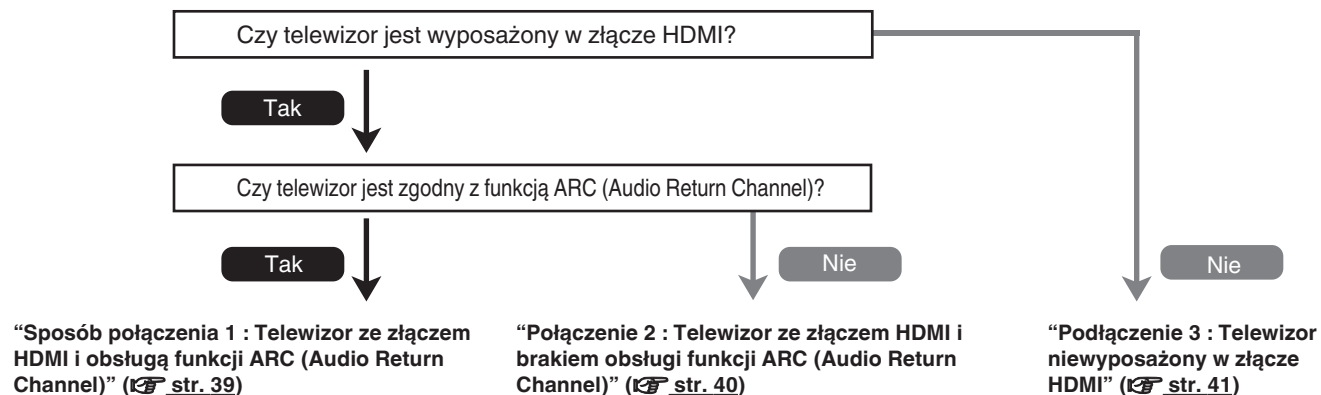 Czy telewizor jest wyposażony w złącze HDMI?
Tak
Czy telewizor jest zgodny z funkcją ARC (Audio Return Channel)?
Tak
Nie
Nie
“Sposób połączenia 1 : Telewizor ze złączem
HDMI i obsługą funkcji ARC (Audio Return
Channel)” (☞ str. 39)
“Połączenie 2 : Telewizor ze złączem HDMI i
brakiem obsługi funkcji ARC (Audio Return
Channel)” (☞ str. 40)
“Podłączenie 3 : Telewizor
niewyposażony w złącze
HDMI” (☞ str. 41)